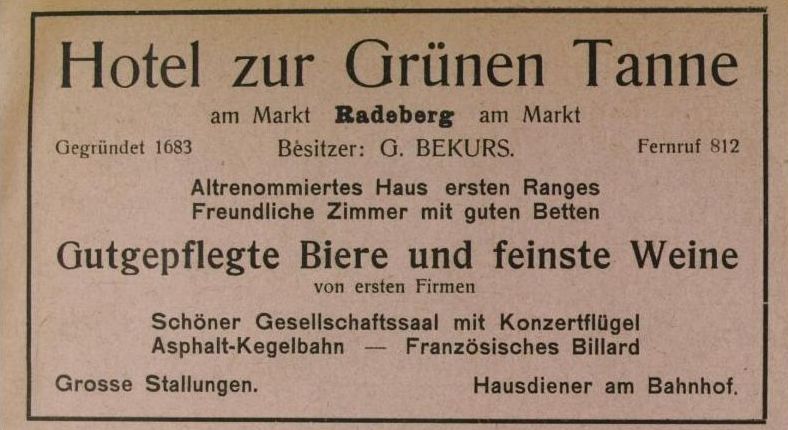 Hotel zur Grünen Tanne
am Markt Radeberg am Markt
Gegründet 1683 Besitzer: G. BEKURS. Fernruf 812
Altrenommiertes Haus ersten Ranges
Freundliche Zimmer mit guten Betten
Gutgepflegte Biere und feinste Weine
von ersten Firmen
Schöner Gesellschaftssaal mit Konzertflügel
Asphalt-Kegelbahn — Französisches Billard
Grosse Stallungen. Hausdiener am Bahnhof.